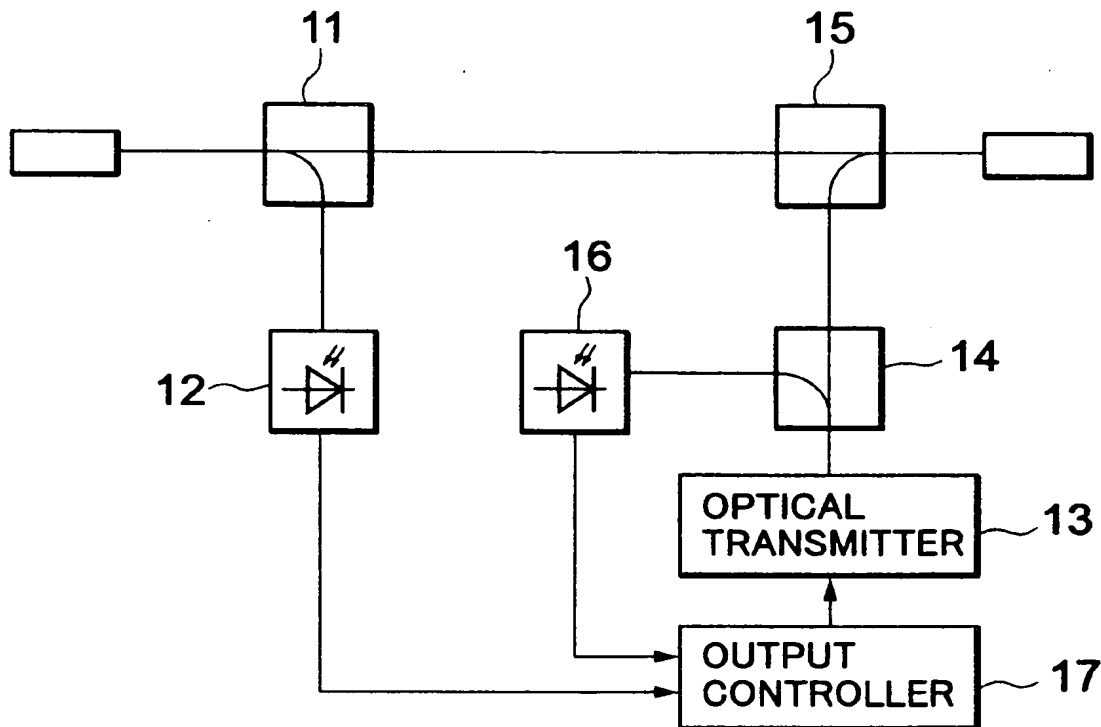 11
15
16
12
14
OPTICAL
TRANSMITTER
13
OUTPUT
CONTROLLER
17